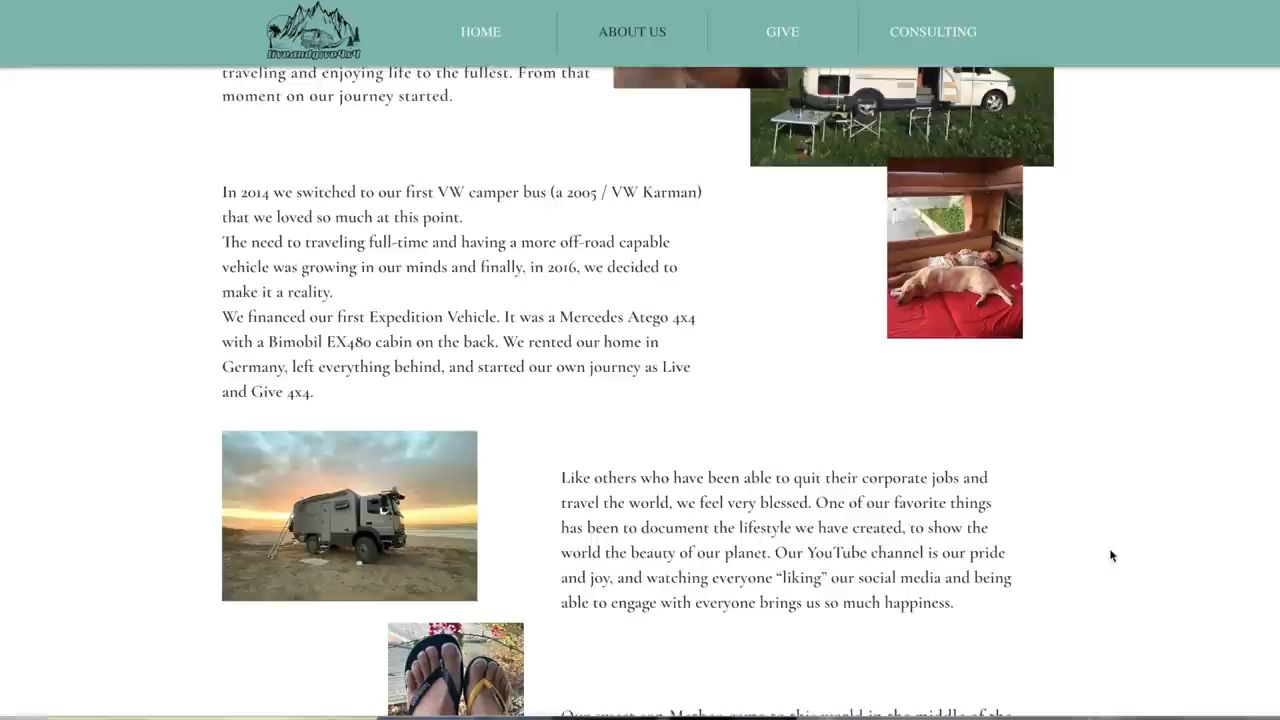 liveandgive4x4
HOME
ABOUT US
GIVE
CONSULTING
traveling and enjoying life to the fullest. From that
moment on our journey started.
In 2014 we switched to our first VW camper bus (a 2005 / VW Karman)
that we loved so much at this point.
The need to traveling full-time and having a more off-road capable
vehicle was growing in our minds and finally, in 2016, we decided to
make it a reality.
We financed our first Expedition Vehicle. It was a Mercedes Atego 4x4
with a Bimobil EX480 cabin on the back. We rented our home in
Germany, left everything behind, and started our own journey as Live
and Give 4x4.
Like others who have been able to quit their corporate jobs and
travel the world, we feel very blessed. One of our favorite things
has been to document the lifestyle we have created, to show the
world the beauty of our planet. Our YouTube channel is our pride
and joy, and watching everyone “liking” our social media and being
able to engage with everyone brings us so much happiness.